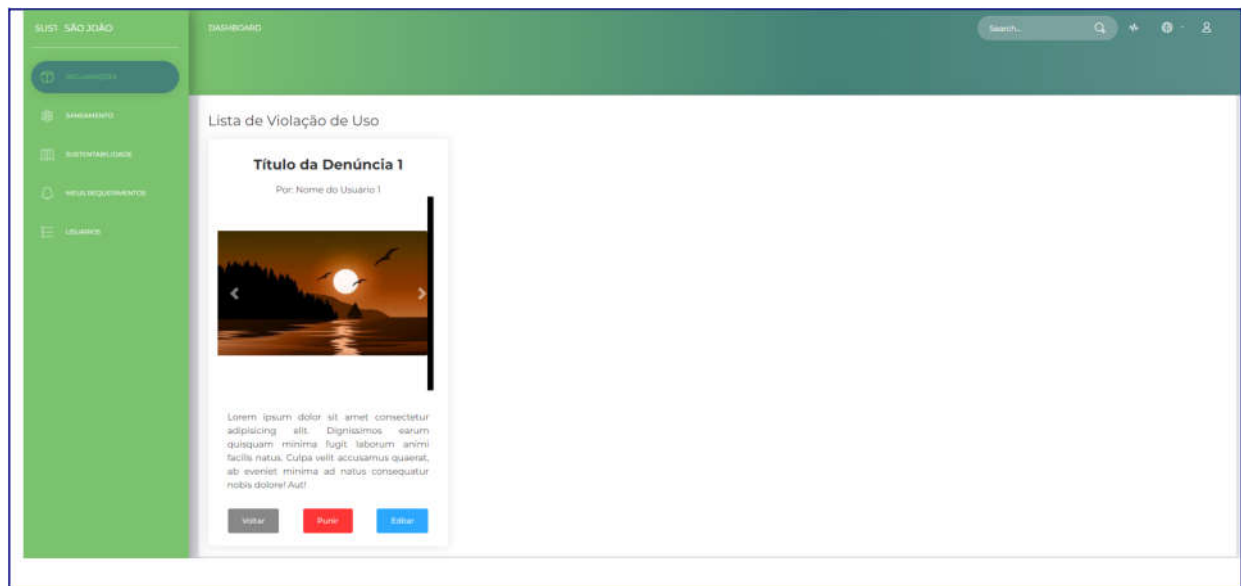 SUST SÃO JOÃO
DASHBOARD
Search...
SANEAMENTO
SUSTENTABILIDADE
MEUS REQUERIMENTOS
USUÁRIOS
Lista de Violação de Uso
Título da Denúncia 1
Por: Nome do Usuário 1
Lorem ipsum dolor sit amet consectetur
adipisicing elit. Dignissimos earum
quisquam minima fugit laborum animi
facilis natus. Culpa velit accusamus quaerat,
ab eveniet minima ad natus consequatur
nobis dolore! Aut!
Voltar
Punir
Editar